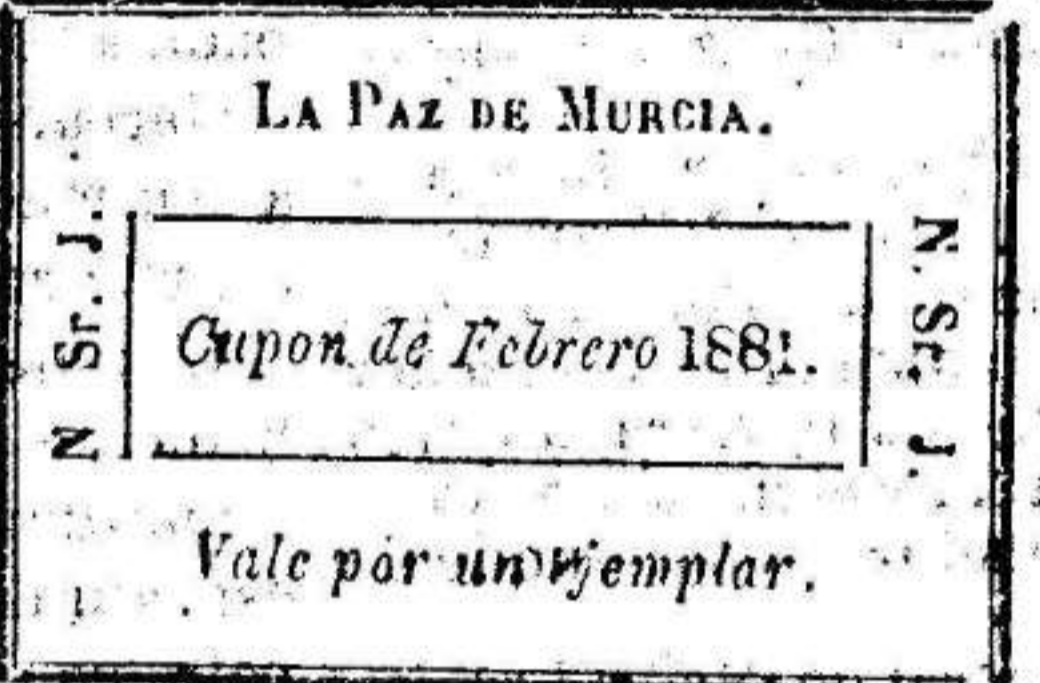 LA PAZ DE MURCIA.
N Sr. J.
Cupon de Febrero 1881.
N. Sr. J.
Vale por un ejemplar.